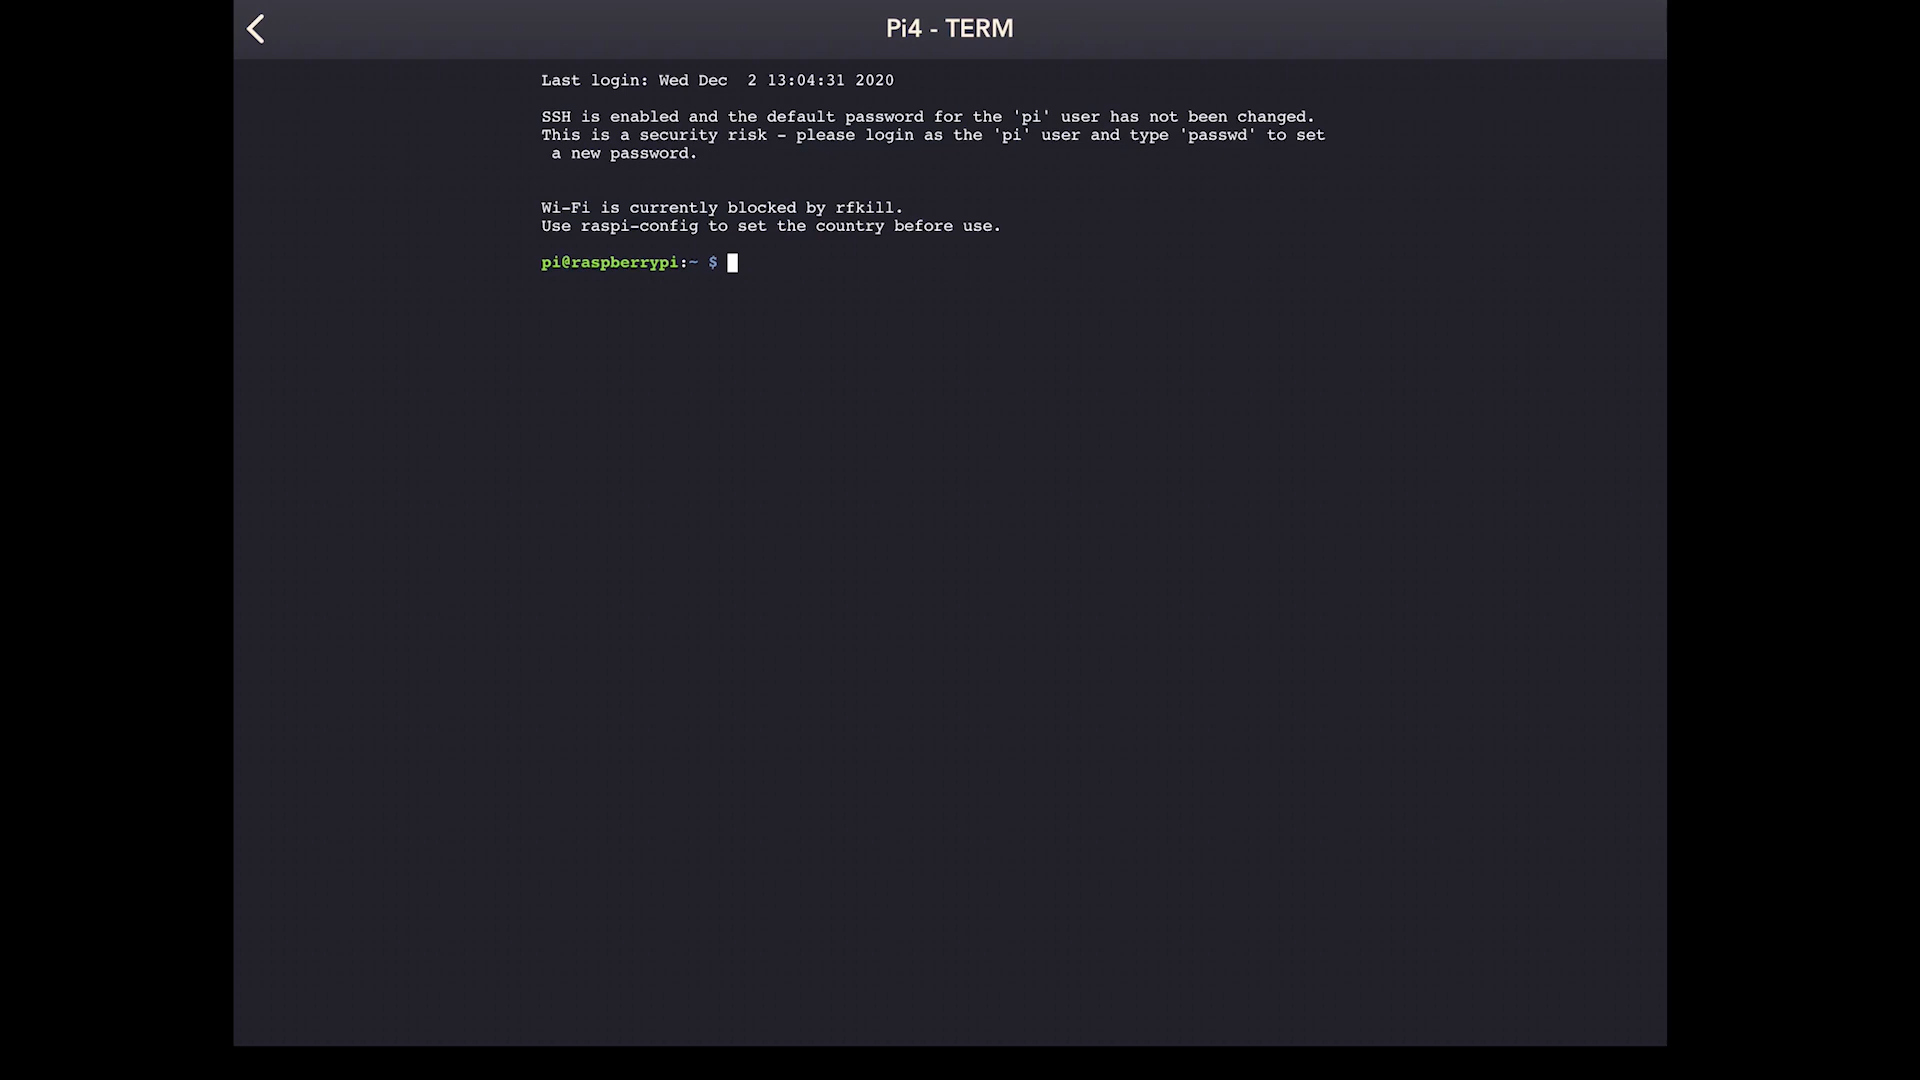 Pi4 - TERM
Last login: Wed Dec  2 13:04:31 2020
SSH is enabled and the default password for the 'pi' user has not been changed.
This is a security risk - please login as the 'pi' user and type 'passwd' to set
 a new password.
Wi-Fi is currently blocked by rfkill.
Use raspi-config to set the country before use.
pi@raspberrypi:~ $